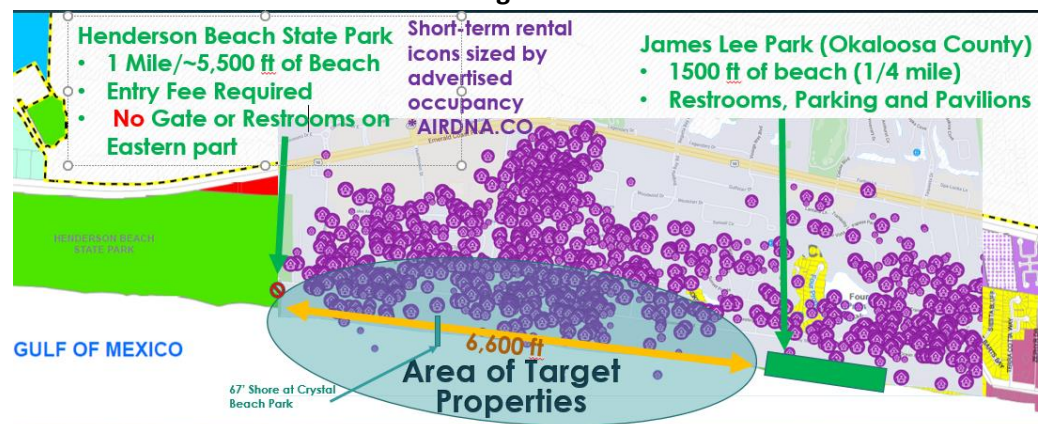 Henderson Beach State Park
• 1 Mile/~5,500 ft of Beach
• Entry Fee Required
• No Gate or Restrooms on
Eastern part
Short-term rental
icons sized by
advertised
occupancy
*AIRDNA.CO
James Lee Park (Okaloosa County)
• 1500 ft of beach (1/4 mile)
• Restrooms, Parking and Pavilions
HENDERSON BEACH
STATE PARK
GULF OF MEXICO
6,600 ft
Area of Target
Properties
67' Shore at Crystal
Beach Park